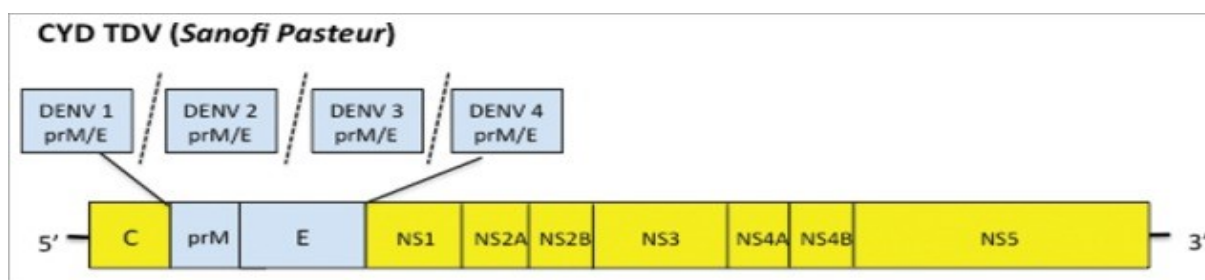 CYD TDV (Sanofi Pasteur)
DENV 1
prM/E
DENV 2
prM/E
DENV 3
prM/E
DENV 4
prM/E
5’ C prM E NS1 NS2A NS2B NS3 NS4A NS4B NS5 3’